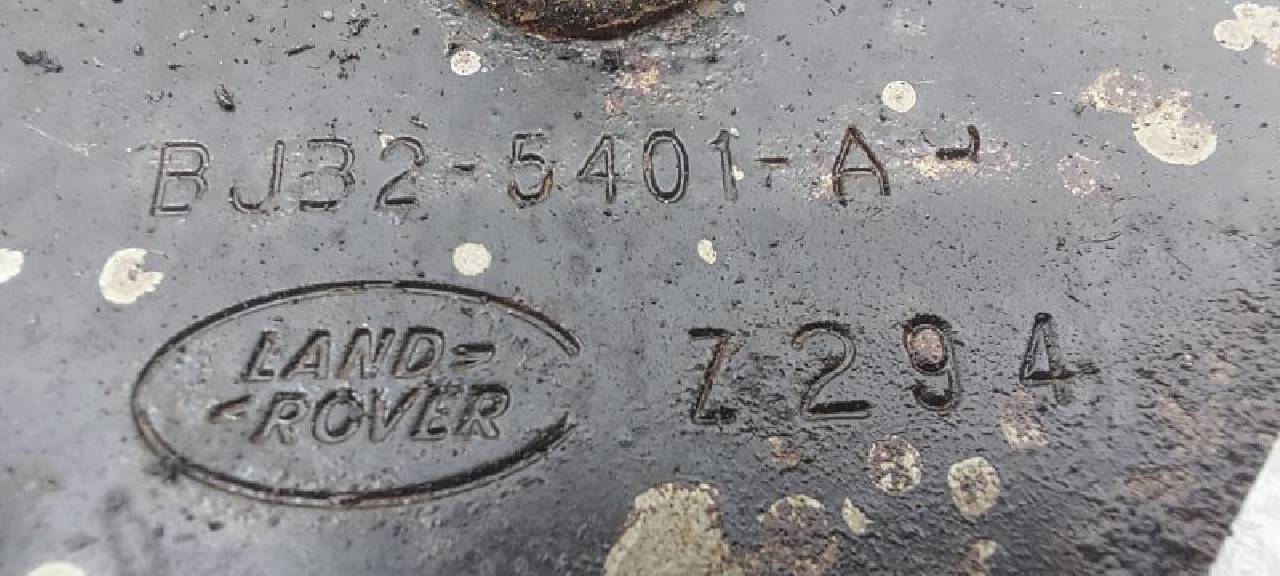 BJ32-5401-AJ
LAND-
-ROVER
Z294